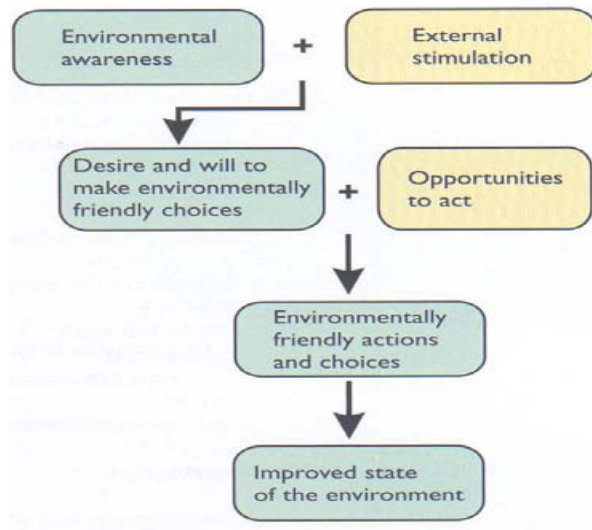 Environmental
awareness
+
External
stimulation
Desire and will to
make environmentally
friendly choices
+
Opportunities
to act
Environmentally
friendly actions
and choices
Improved state
of the environment